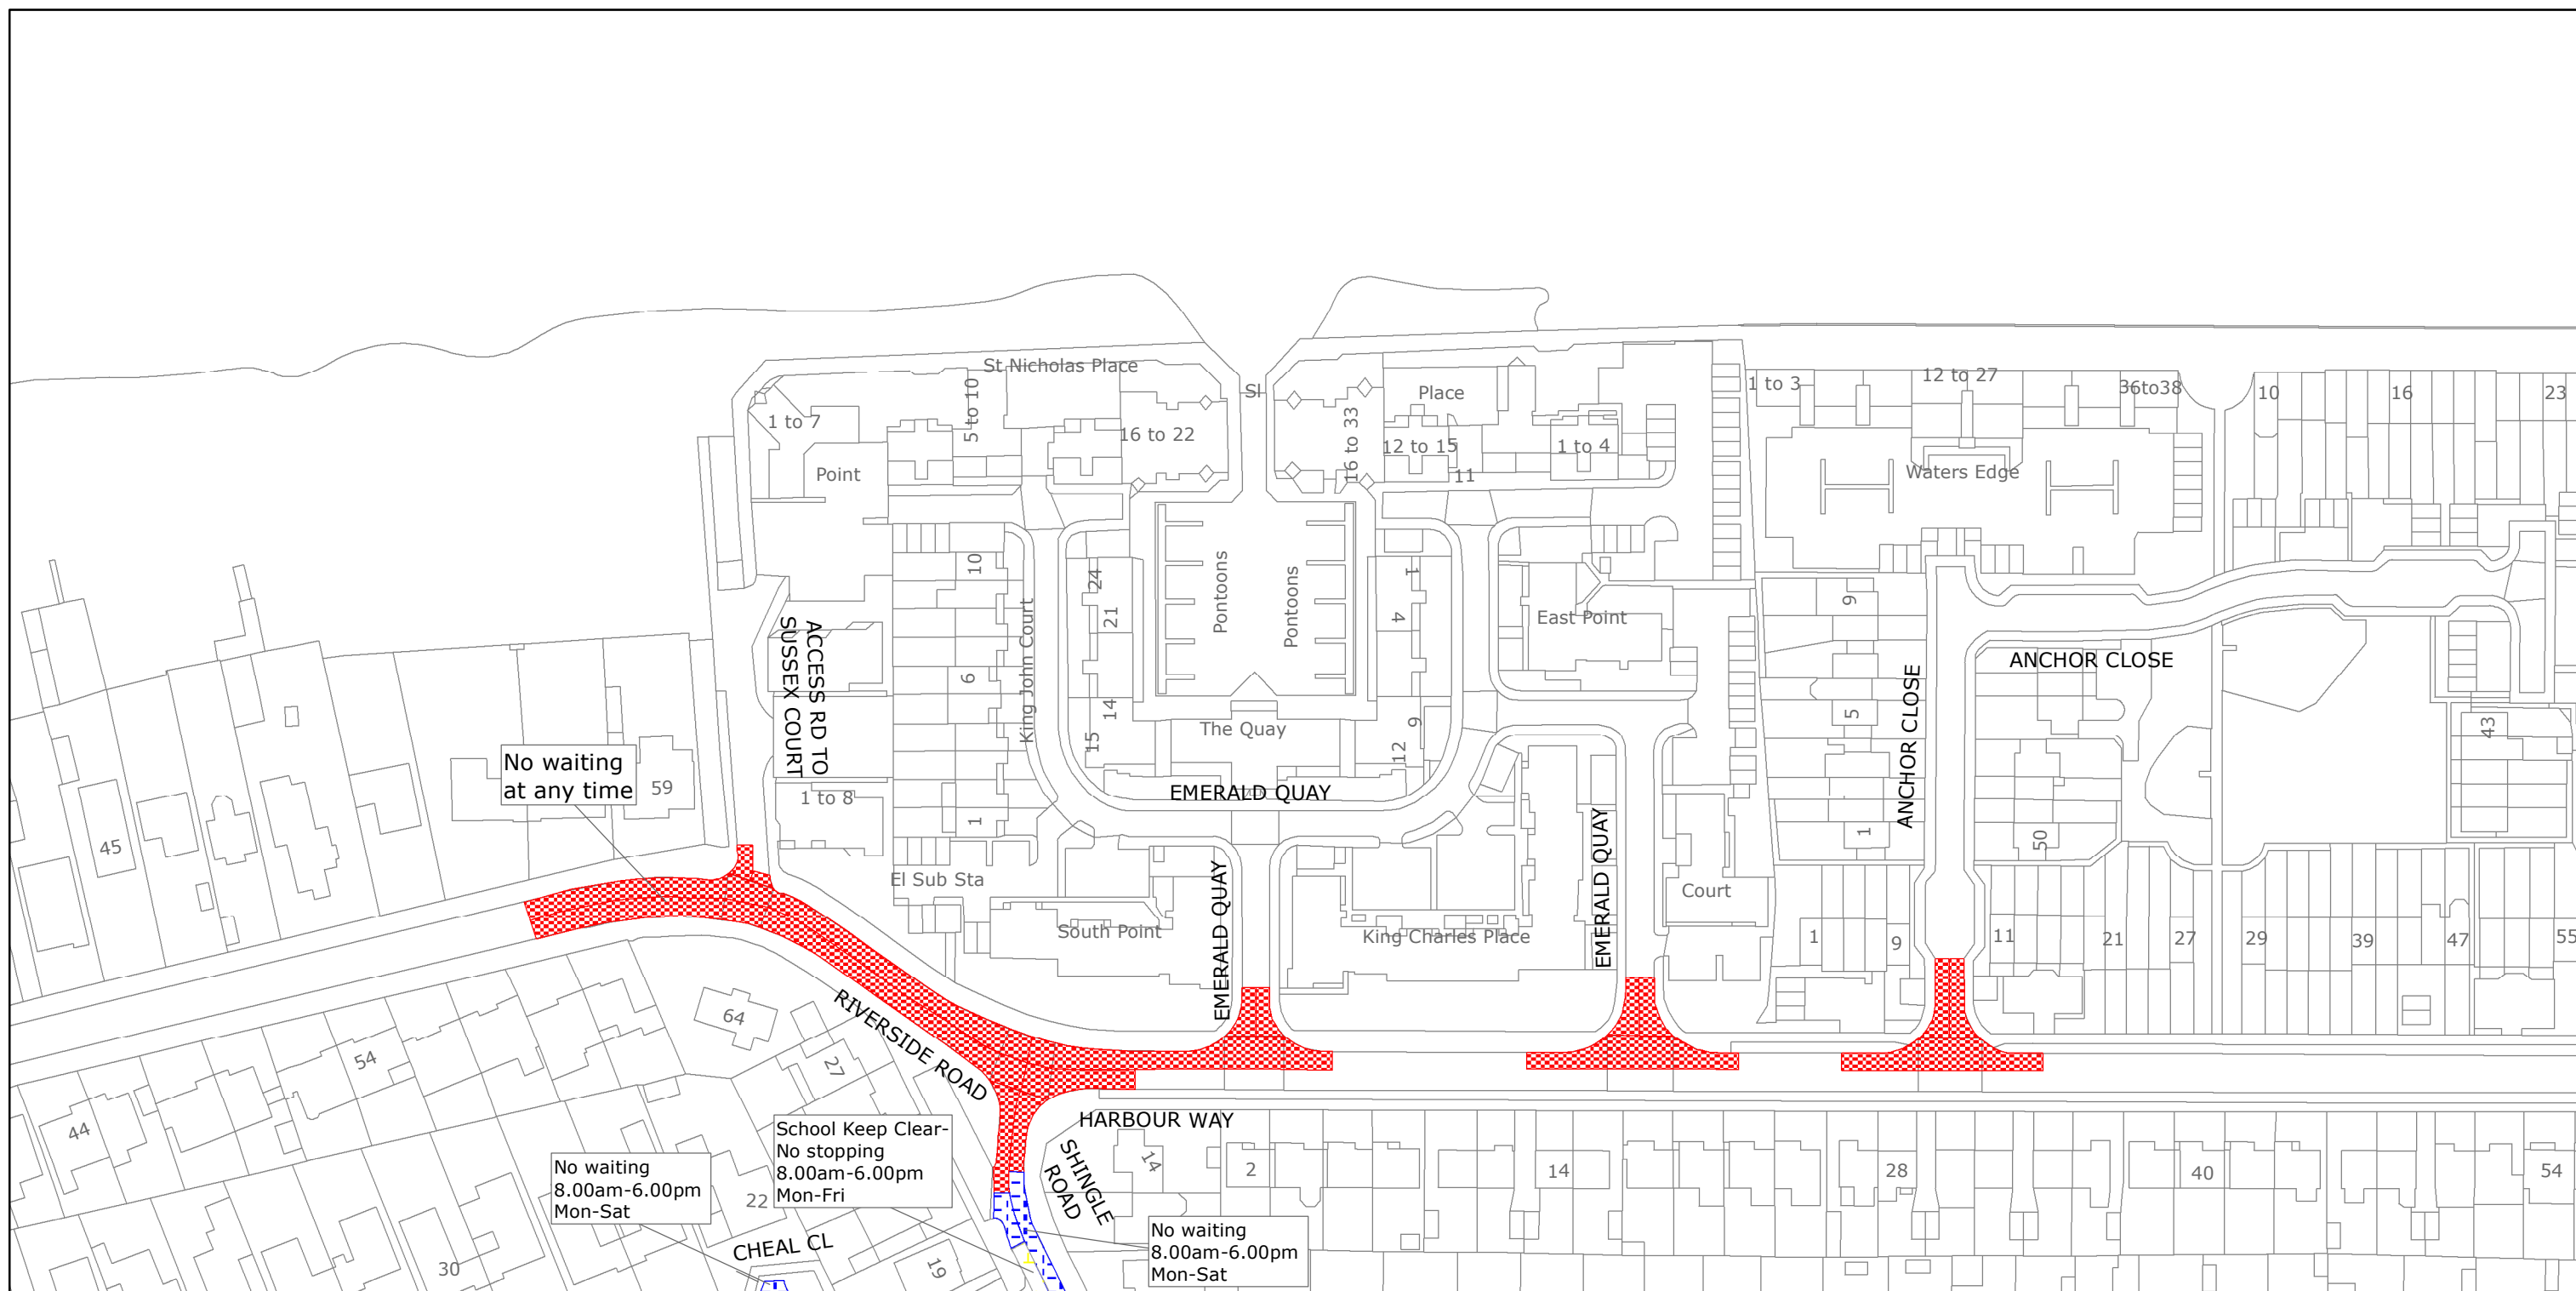 St Nicholas Place
Sl
1 to 7
5 to 10
16 to 22
Point
16 to 33
Place
12 to 15
11
1 to 4
1 to 3
12 to 27
36to38
Waters Edge
10
16
23
10
24
21
Pontoons
Pontoons
1
4
East Point
9
ACCESS RD TO
SUSSEX COURT
King John Court
6
14
15
The Quay
9
12
5
ANCHOR CLOSE
ANCHOR CLOSE
43
No waiting
at any time
59
1 to 8
1
EMERALD QUAY
1
50
45
El Sub Sta
South Point
EMERALD QUAY
King Charles Place
EMERALD QUAY
Court
1
9
11
21
27
29
39
47
55
64
RIVERSIDE ROAD
27
54
44
HARBOUR WAY
SHINGLE
ROAD
14
2
14
28
40
54
School Keep Clear-
No stopping
8.00am-6.00pm
Mon-Fri
No waiting
8.00am-6.00pm
Mon-Sat
22
CHEAL CL
30
19
No waiting
8.00am-6.00pm
Mon-Sat